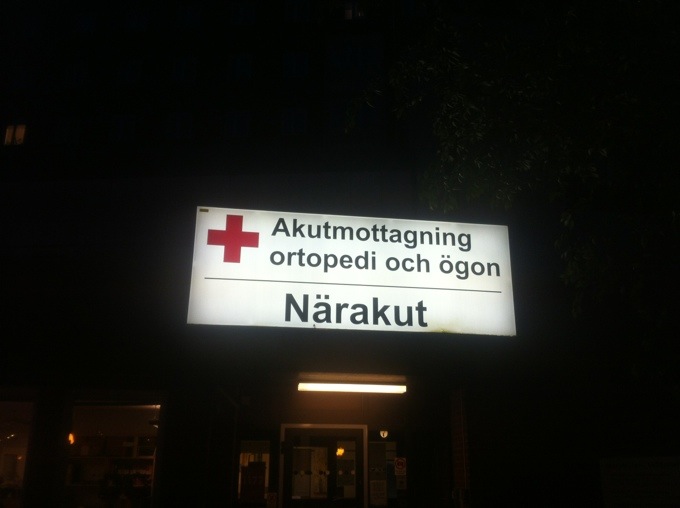 Akutmottagning
ortopedi och ögon
Närakut